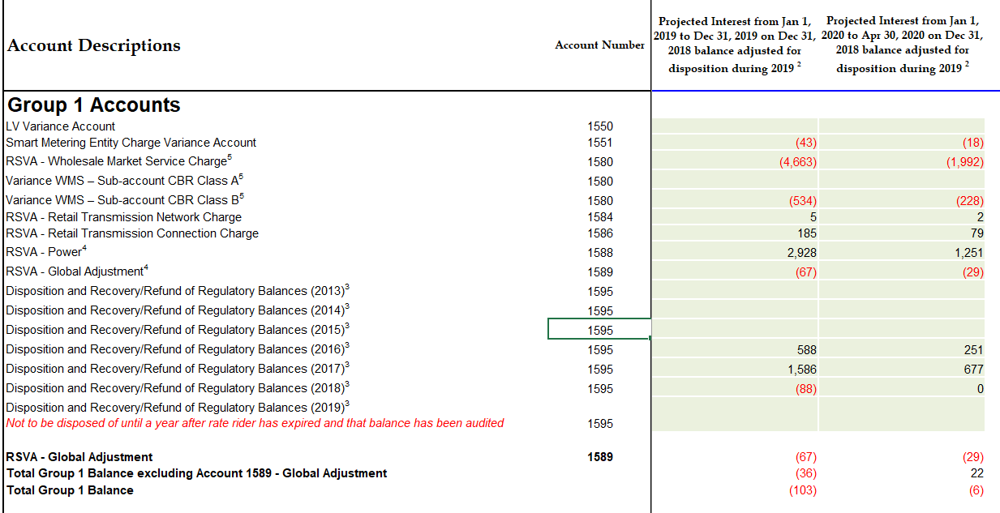 Account Descriptions
Account Number
Projected Interest from Jan 1,
2019 to Dec 31, 2019 on Dec 31,
2018 balance adjusted for
disposition during 2019 2
Projected Interest from Jan 1,
2020 to Apr 30, 2020 on Dec 31,
2018 balance adjusted for
disposition during 2019 2
Group 1 Accounts
LV Variance Account 1550
Smart Metering Entity Charge Variance Account 1551 (43) (18)
RSVA - Wholesale Market Service Charge5 1580 (4,663) (1,992)
Variance WMS – Sub-account CBR Class A5 1580
Variance WMS – Sub-account CBR Class B5 1580 (534) (228)
RSVA - Retail Transmission Network Charge 1584 5 2
RSVA - Retail Transmission Connection Charge 1586 185 79
RSVA - Power4 1588 2,928 1,251
RSVA - Global Adjustment4 1589 (67) (29)
Disposition and Recovery/Refund of Regulatory Balances (2013)3 1595
Disposition and Recovery/Refund of Regulatory Balances (2014)3 1595
Disposition and Recovery/Refund of Regulatory Balances (2015)3 1595
Disposition and Recovery/Refund of Regulatory Balances (2016)3 1595 588 251
Disposition and Recovery/Refund of Regulatory Balances (2017)3 1595 1,586 677
Disposition and Recovery/Refund of Regulatory Balances (2018)3 1595 (88) 0
Disposition and Recovery/Refund of Regulatory Balances (2019)3
Not to be disposed of until a year after rate rider has expired and that balance has been audited 1595
RSVA - Global Adjustment 1589 (67) (29)
Total Group 1 Balance excluding Account 1589 - Global Adjustment (36) 22
Total Group 1 Balance (103) (6)